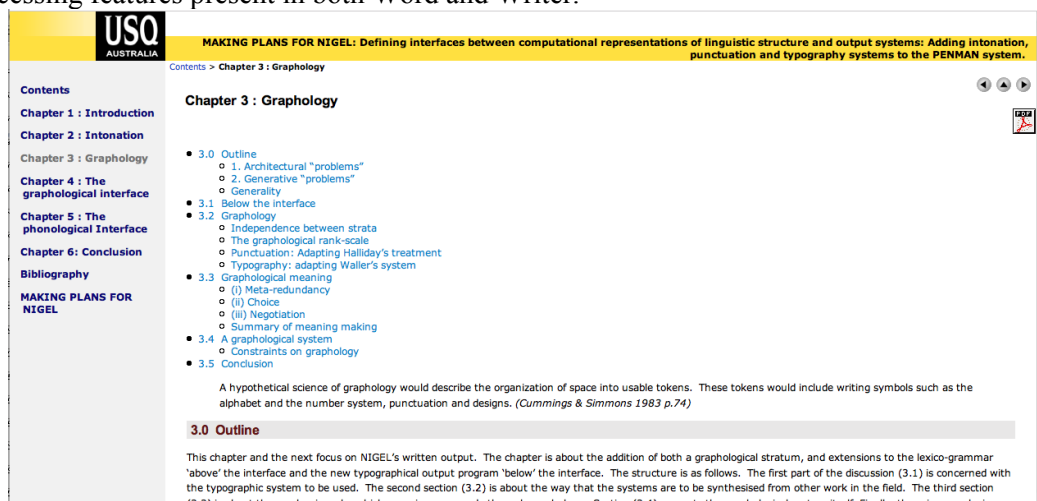 cessing features present in both Word and Writer.
USQ
AUSTRALIA
MAKING PLANS FOR NIGEL: Defining interfaces between computational representations of linguistic structure and output systems: Adding intonation,
punctuation and typography systems to the PENMAN system.
Contents > Chapter 3 : Graphology
Contents
Chapter 1 : Introduction
Chapter 2 : Intonation
Chapter 3 : Graphology
Chapter 4 : The
graphological interface
Chapter 5 : The
phonological Interface
Chapter 6: Conclusion
Bibliography
MAKING PLANS FOR
NIGEL
Chapter 3 : Graphology
PDF
3.0 Outline
1. Architectural "problems"
2. Generative "problems"
Generality
3.1 Below the interface
3.2 Graphology
Independence between strata
The graphological rank-scale
Punctuation: Adapting Halliday's treatment
Typography: adapting Waller's system
3.3 Graphological meaning
(i) Meta-redundancy
(ii) Choice
(iii) Negotiation
Summary of meaning making
3.4 A graphological system
Constraints on graphology
3.5 Conclusion
A hypothetical science of graphology would describe the organization of space into usable tokens. These tokens would include writing symbols such as the
alphabet and the number system, punctuation and designs. (Cummings & Simmons 1983 p.74)
3.0 Outline
This chapter and the next focus on NIGEL's written output. The chapter is about the addition of both a graphological stratum, and extensions to the lexico-grammar
'above' the interface and the new typographical output program 'below' the interface. The structure is as follows. The first part of the discussion (3.1) is concerned with
the typographic system to be used. The second section (3.2) is about the way that the systems are to be synthesised from other work in the field. The third section